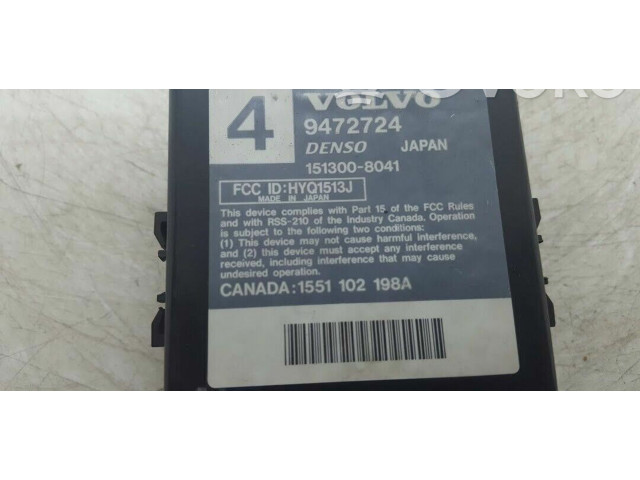 4
VOLVO
9472724
DENSO JAPAN
151300-8041
FCC ID:HYQ1513J
MADE IN JAPAN
This device complies with Part 15 of the FCC Rules
and with RSS-210 of the Industry Canada. Operation
is subject to the following two conditions:
(1) This device may not cause harmful interference,
and (2) this device must accept any interference
received, including interference that may cause
undesired operation.
CANADA:1551 102 198A